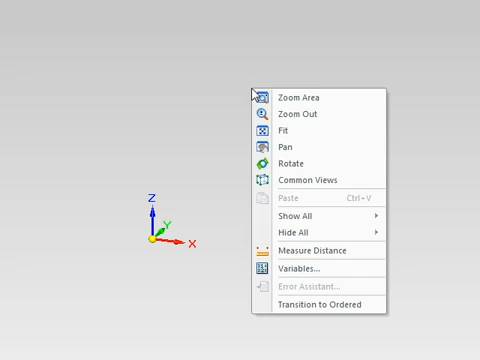 Zoom Area
Zoom Out
Fit
Pan
Rotate
Common Views
Paste Ctrl+V
Show All
Hide All
Measure Distance
Variables...
Error Assistant...
Transition to Ordered
Z
Y
X